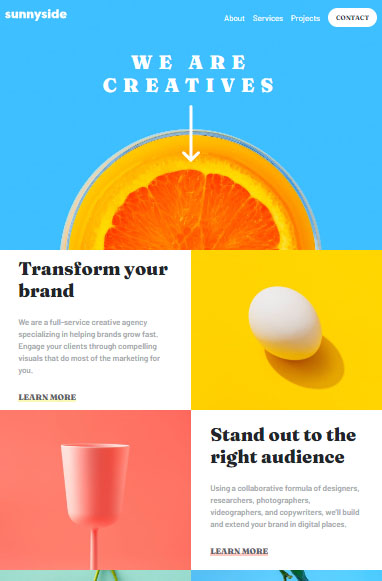 sunnyside
About Services Projects CONTACT
WE ARE
CREATIVES
Transform your
brand
We are a full-service creative agency
specializing in helping brands grow fast.
Engage your clients through compelling
visuals that do most of the marketing for
you.
LEARN MORE
Stand out to the
right audience
Using a collaborative formula of designers,
researchers, photographers,
videographers, and copywriters, we'll build
and extend your brand in digital places.
LEARN MORE